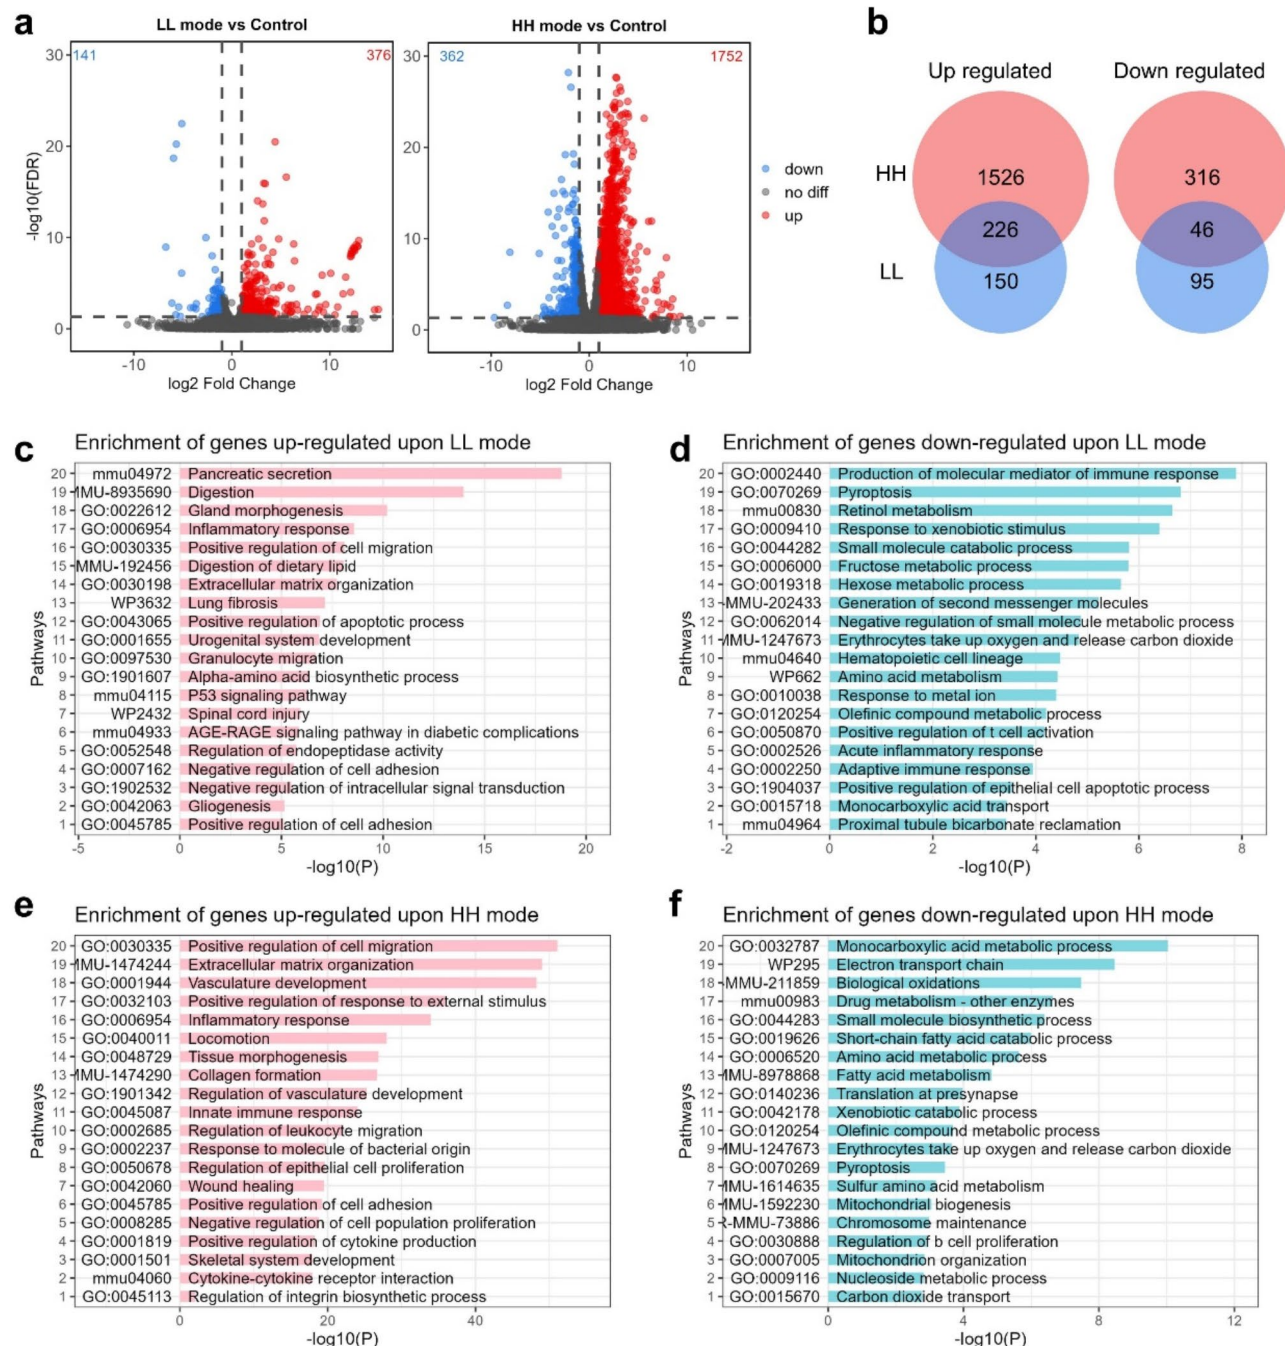 a
LL mode vs Control
HH mode vs Control
b
30
141
376
30
362
1752
20
10
0
-log10(FDR)
20
10
0
-10 0 10
log2 Fold Change
-10 0 10
log2 Fold Change
down
no diff
up
Up regulated
Down regulated
HH
LL
1526
226
150
316
46
95
c
Enrichment of genes up-regulated upon LL mode
Pathways
20 mmu04972 Pancreatic secretion
19 MMU-8935690 Digestion
18 GO:0022612 Gland morphogenesis
17 GO:0006954 Inflammatory response
16 GO:0030335 Positive regulation of cell migration
15 MMU-192456 Digestion of dietary lipid
14 GO:0030198 Extracellular matrix organization
13 WP3632 Lung fibrosis
12 GO:0043065 Positive regulation of apoptotic process
11 GO:0001655 Urogenital system development
10 GO:0097530 Granulocyte migration
9 GO:1901607 Alpha-amino acid biosynthetic process
8 mmu04115 P53 signaling pathway
7 WP2432 Spinal cord injury
6 mmu04933 AGE-RAGE signaling pathway in diabetic complications
5 GO:0052548 Regulation of endopeptidase activity
4 GO:0007162 Negative regulation of cell adhesion
3 GO:1902532 Negative regulation of intracellular signal transduction
2 GO:0042063 Gliogenesis
1 GO:0045785 Positive regulation of cell adhesion
-5 0 5 10 15 20
-log10(P)
d
Enrichment of genes down-regulated upon LL mode
Pathways
20 GO:0002440 Production of molecular mediator of immune response
19 GO:0070269 Pyroptosis
18 mmu00830 Retinol metabolism
17 GO:0009410 Response to xenobiotic stimulus
16 GO:0044282 Small molecule catabolic process
15 GO:0006000 Fructose metabolic process
14 GO:0019318 Hexose metabolic process
13 -MMU-202433 Generation of second messenger molecules
12 GO:0062014 Negative regulation of small molecule metabolic process
11 MMU-1247673 Erythrocytes take up oxygen and release carbon dioxide
10 mmu04640 Hematopoietic cell lineage
9 WP662 Amino acid metabolism
8 GO:0010038 Response to metal ion
7 GO:0120254 Olefinic compound metabolic process
6 GO:0050870 Positive regulation of t cell activation
5 GO:0002526 Acute inflammatory response
4 GO:0002250 Adaptive immune response
3 GO:1904037 Positive regulation of epithelial cell apoptotic process
2 GO:0015718 Monocarboxylic acid transport
1 mmu04964 Proximal tubule bicarbonate reclamation
-2 0 2 4 6 8
-log10(P)
e
Enrichment of genes up-regulated upon HH mode
Pathways
20 GO:0030335 Positive regulation of cell migration
19 MMU-1474244 Extracellular matrix organization
18 GO:0001944 Vasculature development
17 GO:0032103 Positive regulation of response to external stimulus
16 GO:0006954 Inflammatory response
15 GO:0040011 Locomotion
14 GO:0048729 Tissue morphogenesis
13 MMU-1474290 Collagen formation
12 GO:1901342 Regulation of vasculature development
11 GO:0045087 Innate immune response
10 GO:0002685 Regulation of leukocyte migration
9 GO:0002237 Response to molecule of bacterial origin
8 GO:0050678 Regulation of epithelial cell proliferation
7 GO:0042060 Wound healing
6 GO:0045785 Positive regulation of cell adhesion
5 GO:0008285 Negative regulation of cell population proliferation
4 GO:0001819 Positive regulation of cytokine production
3 GO:0001501 Skeletal system development
2 mmu04060 Cytokine-cytokine receptor interaction
1 GO:0045113 Regulation of integrin biosynthetic process
0 20 40
-log10(P)
f
Enrichment of genes down-regulated upon HH mode
Pathways
20 GO:0032787 Monocarboxylic acid metabolic process
19 WP295 Electron transport chain
18 -MMU-211859 Biological oxidations
17 mmu00983 Drug metabolism - other enzymes
16 GO:0044283 Small molecule biosynthetic process
15 GO:0019626 Short-chain fatty acid catabolic process
14 GO:0006520 Amino acid metabolic process
13 MMU-8978868 Fatty acid metabolism
12 GO:0140236 Translation at presynapse
11 GO:0042178 Xenobiotic catabolic process
10 GO:0120254 Olefinic compound metabolic process
9 MMU-1247673 Erythrocytes take up oxygen and release carbon dioxide
8 GO:0070269 Pyroptosis
7 MMU-1614635 Sulfur amino acid metabolism
6 MMU-1592230 Mitochondrial biogenesis
5 R-MMU-73886 Chromosome maintenance
4 GO:0030888 Regulation of b cell proliferation
3 GO:0007005 Mitochondrion organization
2 GO:0009116 Nucleoside metabolic process
1 GO:0015670 Carbon dioxide transport
0 4 8 12
-log10(P)